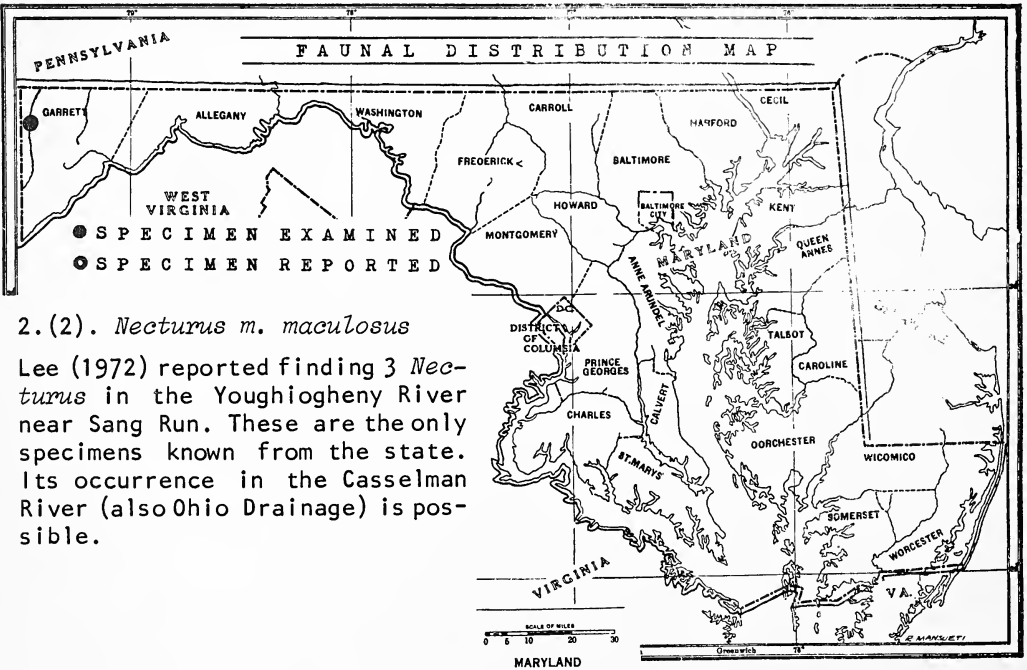 79° 78° 76°
PENNSYLVANIA
FAUNAL DISTRIBUTION MAP
GARRETT
ALLEGANY
WASHINGTON
CARROLL
CECIL
HARFORD
FREDERICK
BALTIMORE
WEST
VIRGINIA
HOWARD
BALTIMORE
CITY
KENT
SPECIMEN EXAMINED
SPECIMEN REPORTED
MONTGOMERY
MARYLAND
QUEEN
ANNES
ANNE ARUNDEL
D.C.
DISTRICT
OF
COLUMBIA
TALBOT
CAROLINE
PRINCE
GEORGES
CALVERT
CHARLES
ST. MARYS
DORCHESTER
WICOMICO
SOMERSET
WORCESTER
VIRGINIA
VA.
2.(2). Necturus m. maculosus
Lee (1972) reported finding 3 Nec-
turus in the Youghiogheny River
near Sang Run. These are the only
specimens known from the state.
Its occurrence in the Casselman
River (also Ohio Drainage) is pos-
sible.
SCALE OF MILES
0 5 10 20 30
MARYLAND
Greenwich 76°
R. MANSUETI